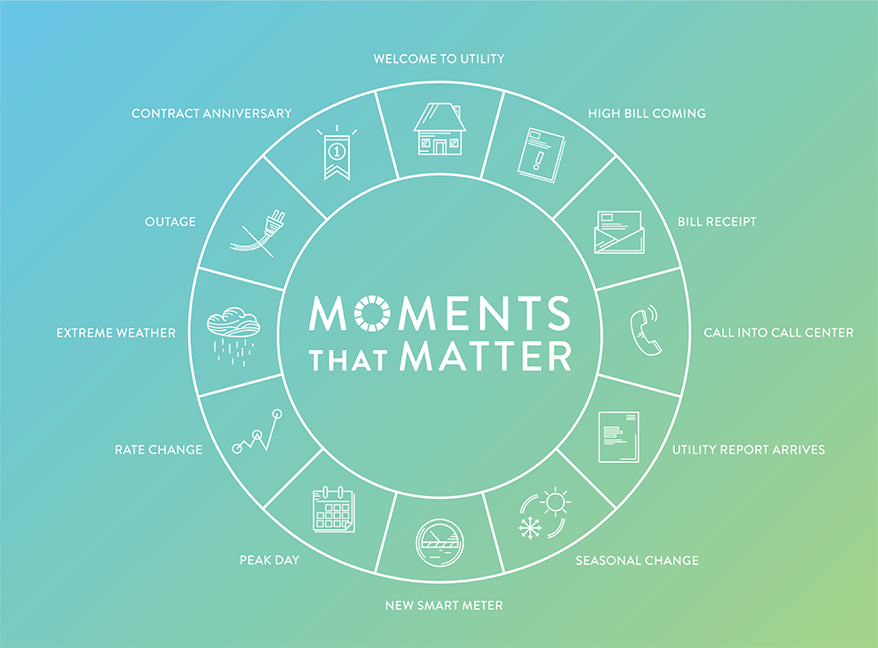 WELCOME TO UTILITY
HIGH BILL COMING
BILL RECEIPT
CALL INTO CALL CENTER
UTILITY REPORT ARRIVES
SEASONAL CHANGE
NEW SMART METER
PEAK DAY
RATE CHANGE
EXTREME WEATHER
OUTAGE
CONTRACT ANNIVERSARY
1
!
MOMENTS
THAT MATTER